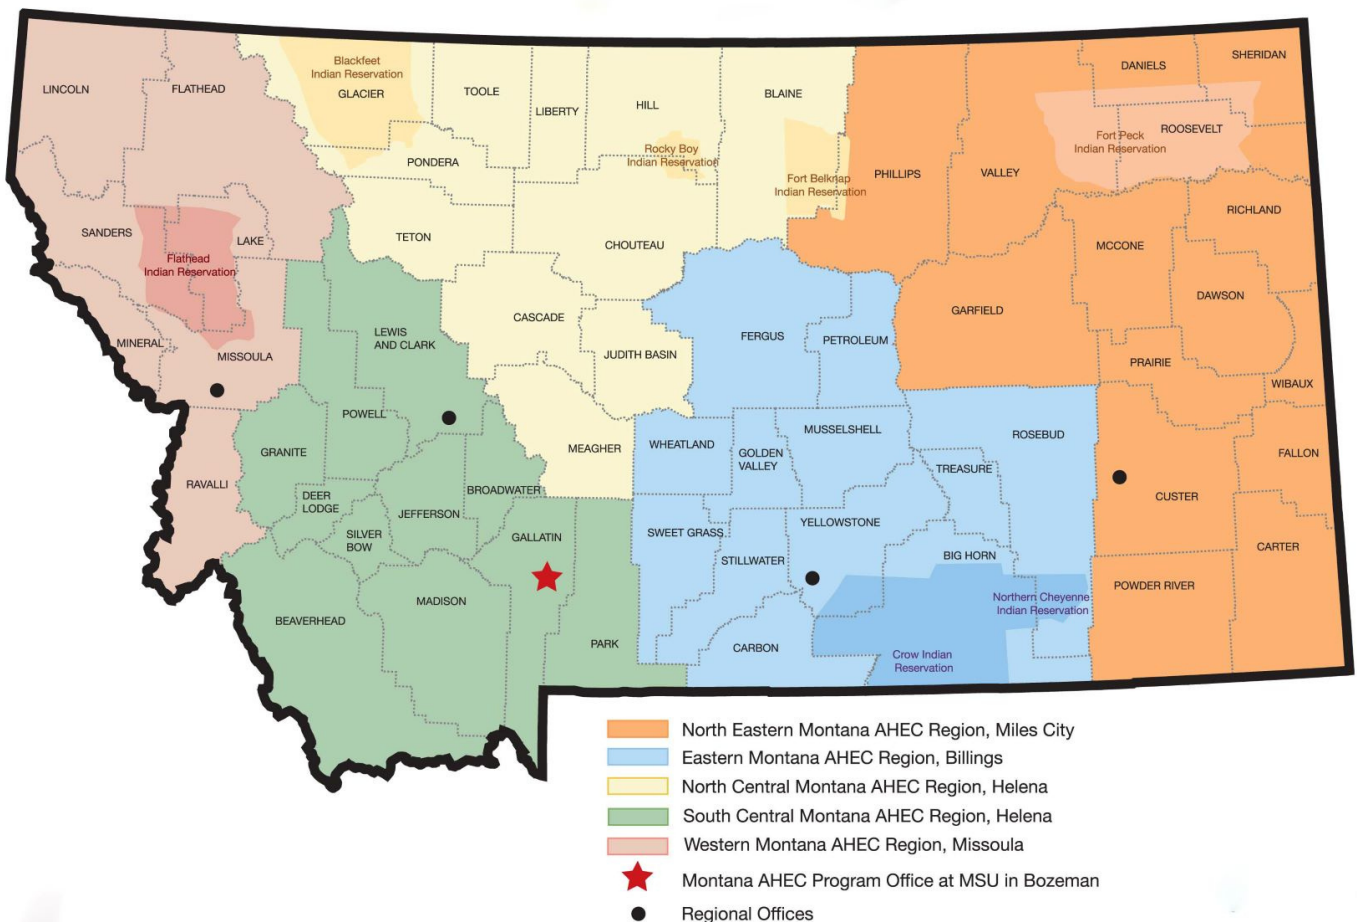 LINCOLN
FLATHEAD
Blackfeet
Indian Reservation
GLACIER
TOOLE
LIBERTY
HILL
BLAINE
DANIELS
SHERIDAN
PONDERA
Rocky Boy
Indian Reservation
Fort Belknap
Indian Reservation
PHILLIPS
VALLEY
Fort Peck
Indian Reservation
ROOSEVELT
SANDERS
LAKE
Flathead
Indian Reservation
TETON
CHOUTEAU
MCCONE
RICHLAND
MINERAL
MISSOULA
LEWIS
AND CLARK
CASCADE
JUDITH BASIN
FERGUS
PETROLEUM
GARFIELD
DAWSON
PRAIRIE
WIBAUX
POWELL
GRANITE
MEAGHER
WHEATLAND
GOLDEN
VALLEY
MUSSELSHELL
TREASURE
ROSEBUD
FALLON
RAVALLI
DEER
LODGE
SILVER
BOW
JEFFERSON
BROADWATER
GALLATIN
SWEET GRASS
STILLWATER
YELLOWSTONE
BIG HORN
CUSTER
CARTER
BEAVERHEAD
MADISON
PARK
CARBON
Crow Indian
Reservation
Northern Cheyenne
Indian Reservation
POWDER RIVER
North Eastern Montana AHEC Region, Miles City
Eastern Montana AHEC Region, Billings
North Central Montana AHEC Region, Helena
South Central Montana AHEC Region, Helena
Western Montana AHEC Region, Missoula
Montana AHEC Program Office at MSU in Bozeman
Regional Offices